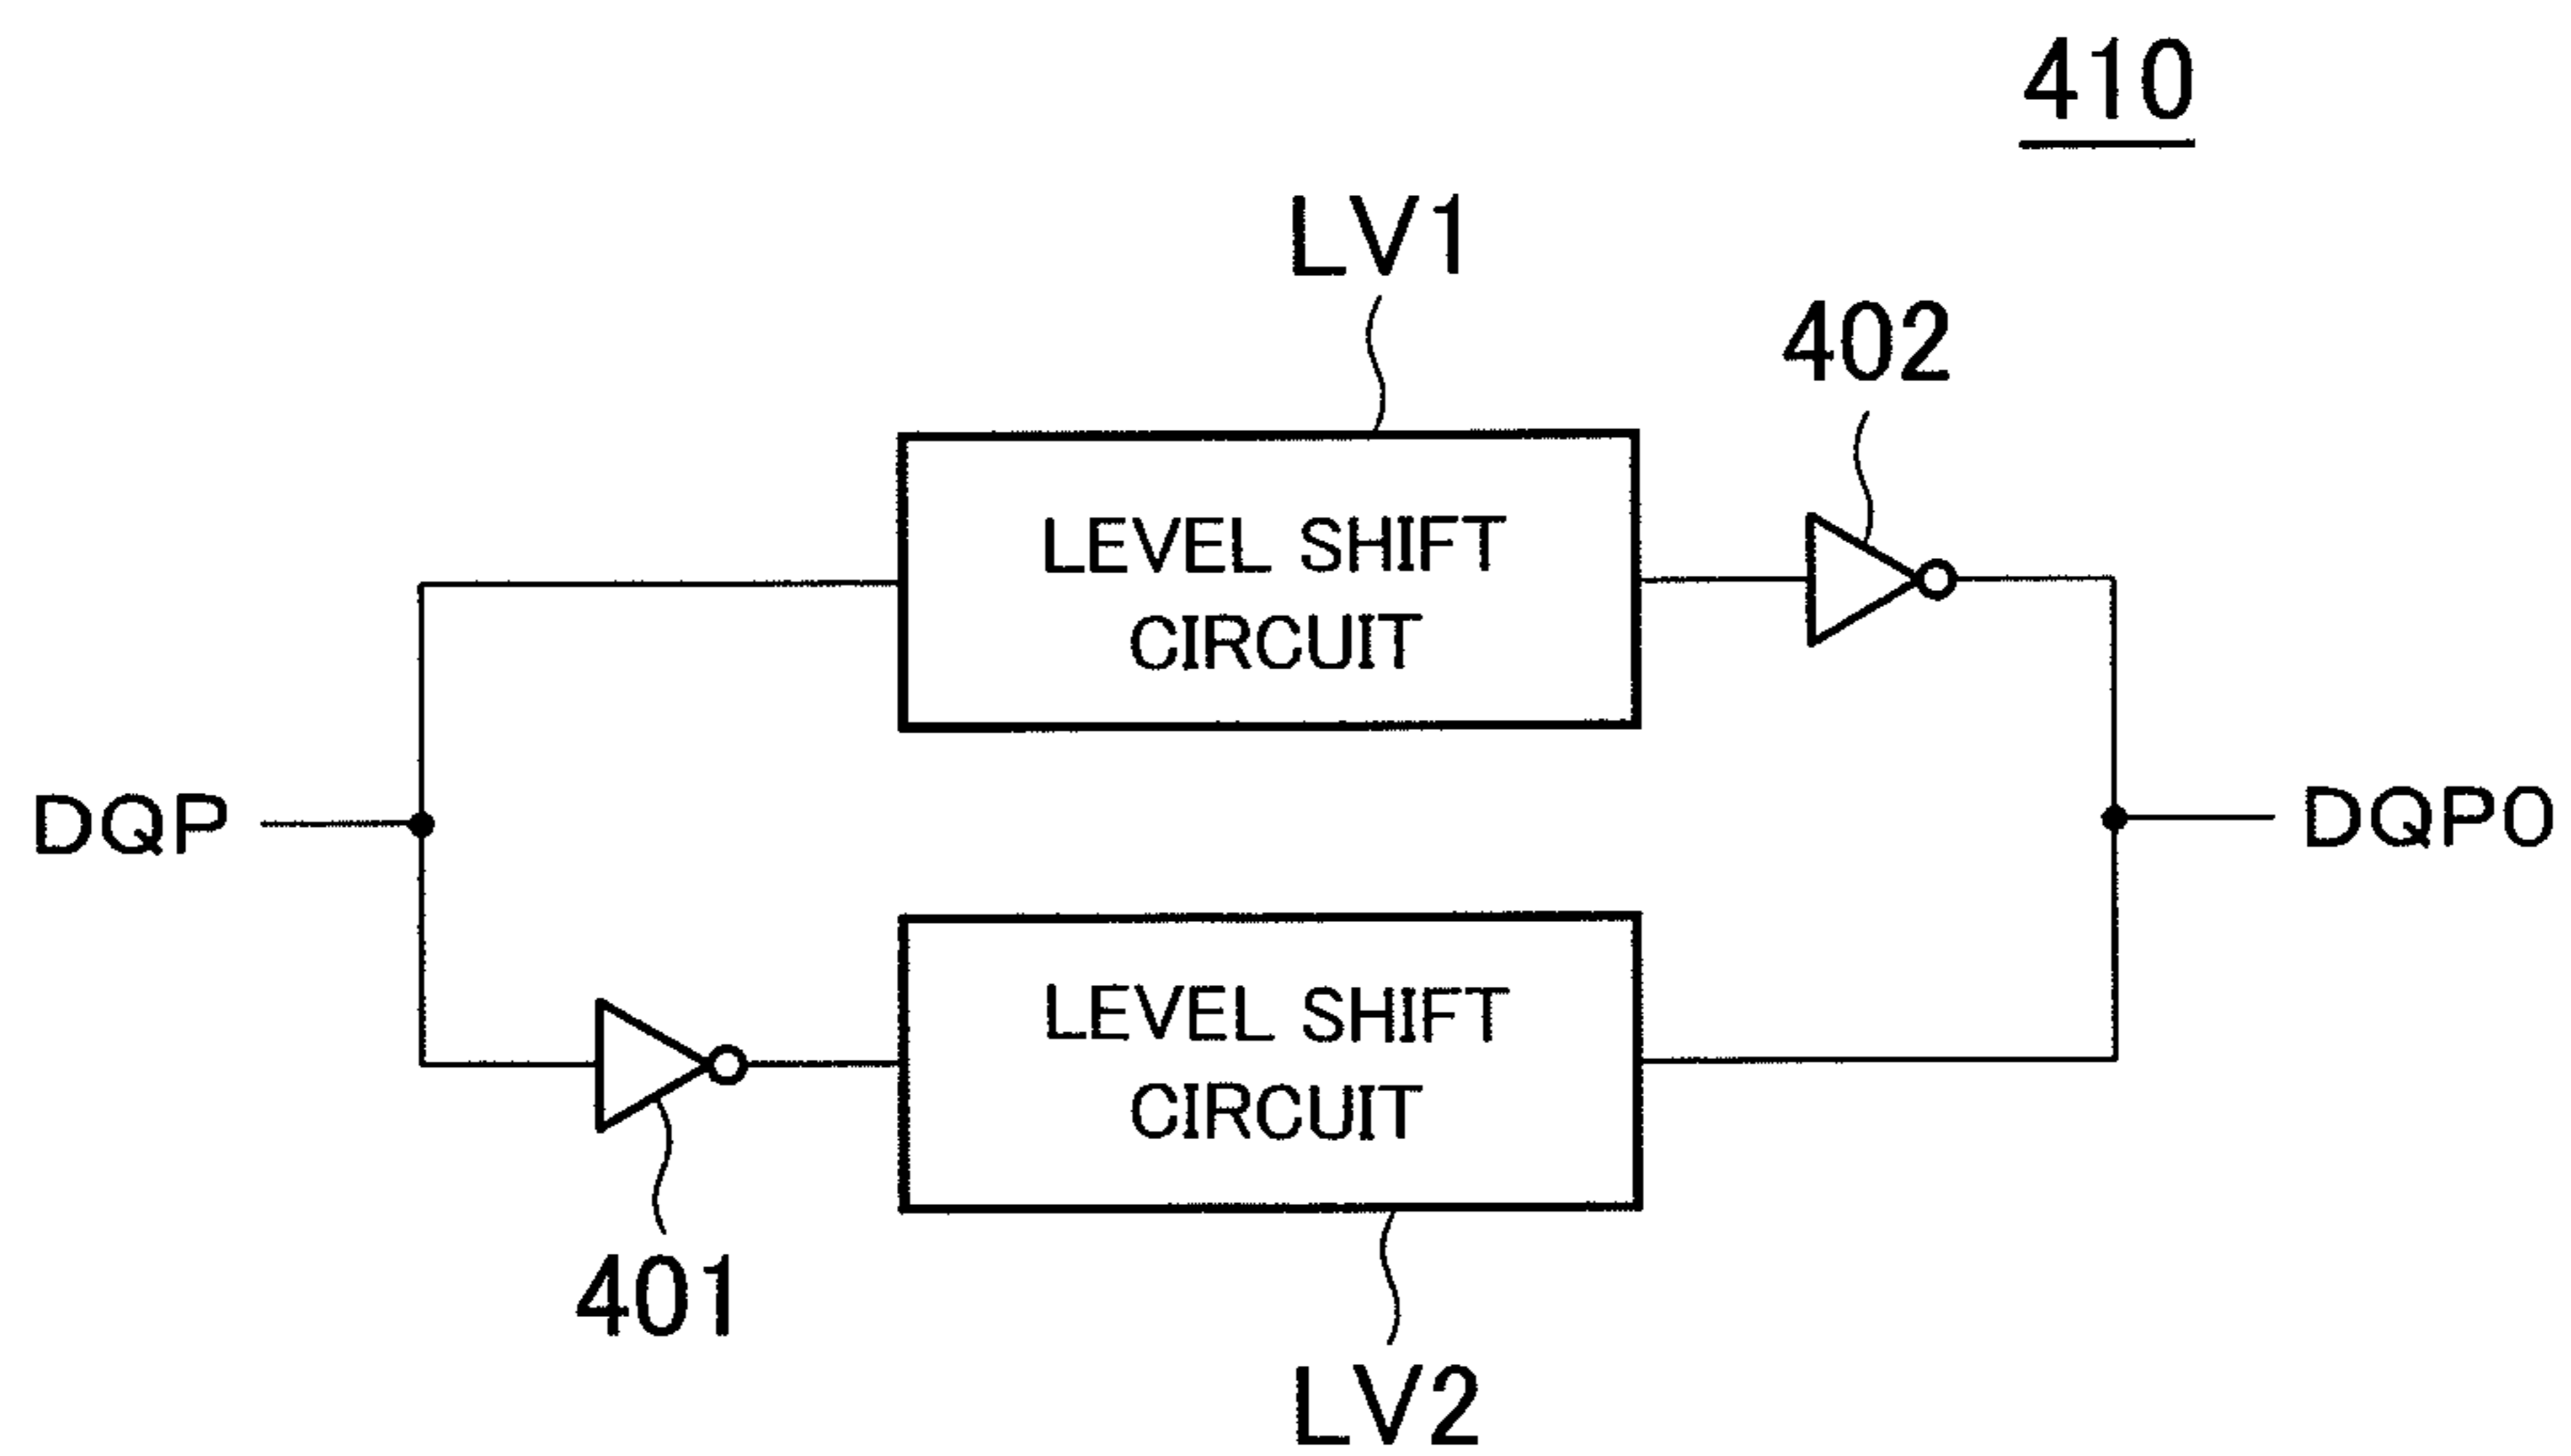 410
LV1
402
LEVEL SHIFT
CIRCUIT
DQP
DQP0
LEVEL SHIFT
CIRCUIT
401
LV2